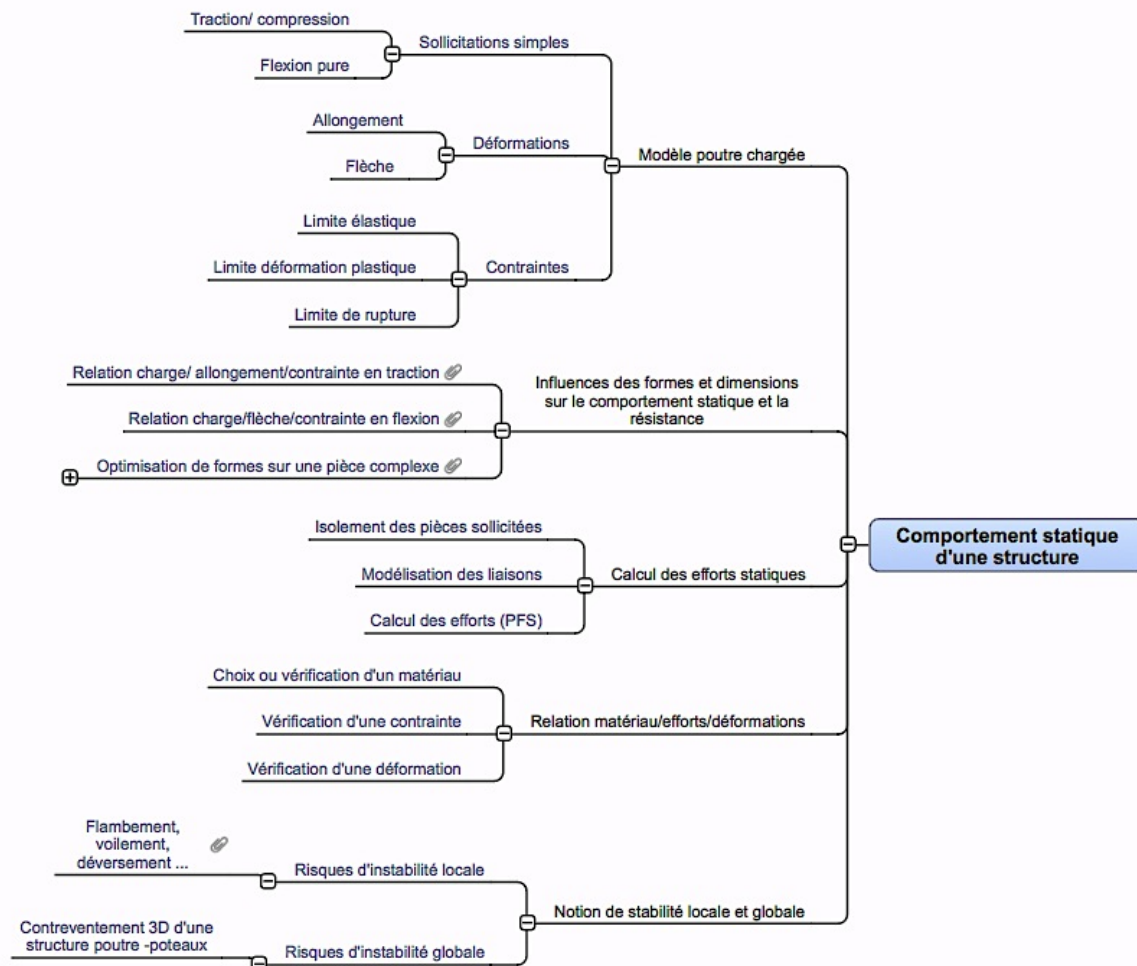 Traction/ compression
Sollicitations simples
Flexion pure
Allongement
Déformations
Flèche
Modèle poutre chargée
Limite élastique
Limite déformation plastique
Contraintes
Limite de rupture
Relation charge/ allongement/contrainte en traction
Influences des formes et dimensions
sur le comportement statique et la
résistance
Relation charge/flèche/contrainte en flexion
Optimisation de formes sur une pièce complexe
Isolement des pièces sollicitées
Modélisation des liaisons
Calcul des efforts statiques
Calcul des efforts (PFS)
Comportement statique
d'une structure
Choix ou vérification d'un matériau
Vérification d'une contrainte
Relation matériau/efforts/déformations
Vérification d'une déformation
Flambement,
voilement,
déversement ...
Risques d'instabilité locale
Notion de stabilité locale et globale
Contreventement 3D d'une
structure poutre -poteaux
Risques d'instabilité globale